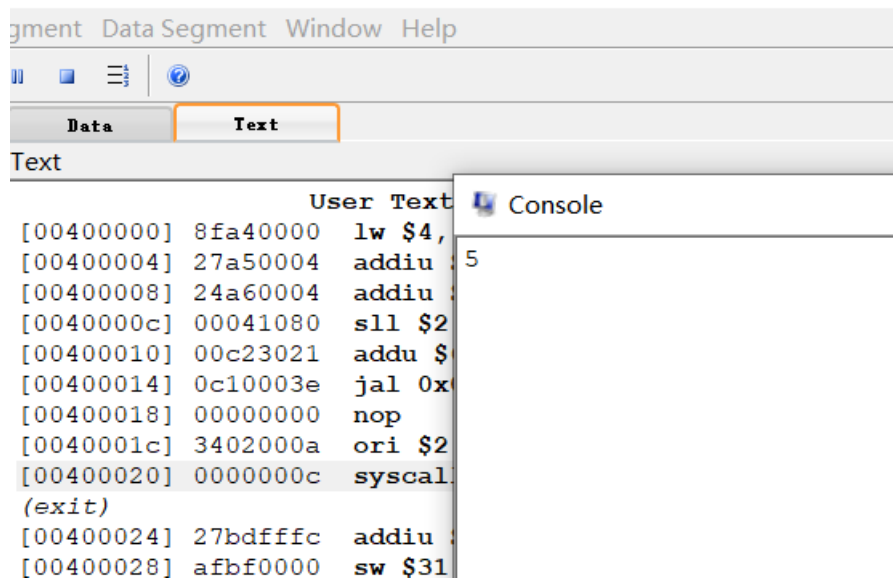 Data Segment Window Help
Data
Text
Text
User Text
Console
[00400000] 8fa40000 lw $4,
5
[00400004] 27a50004 addiu
[00400008] 24a60004 addiu
[0040000c] 00041080 sll $2
[00400010] 00c23021 addu
[00400014] 0c10003e jal
[00400018] 00000000 nop
[0040001c] 3402000a ori $2
[00400020] 0000000c syscal
(exit)
[00400024] 27bdfffc addiu
[00400028] afbf0000 sw $31